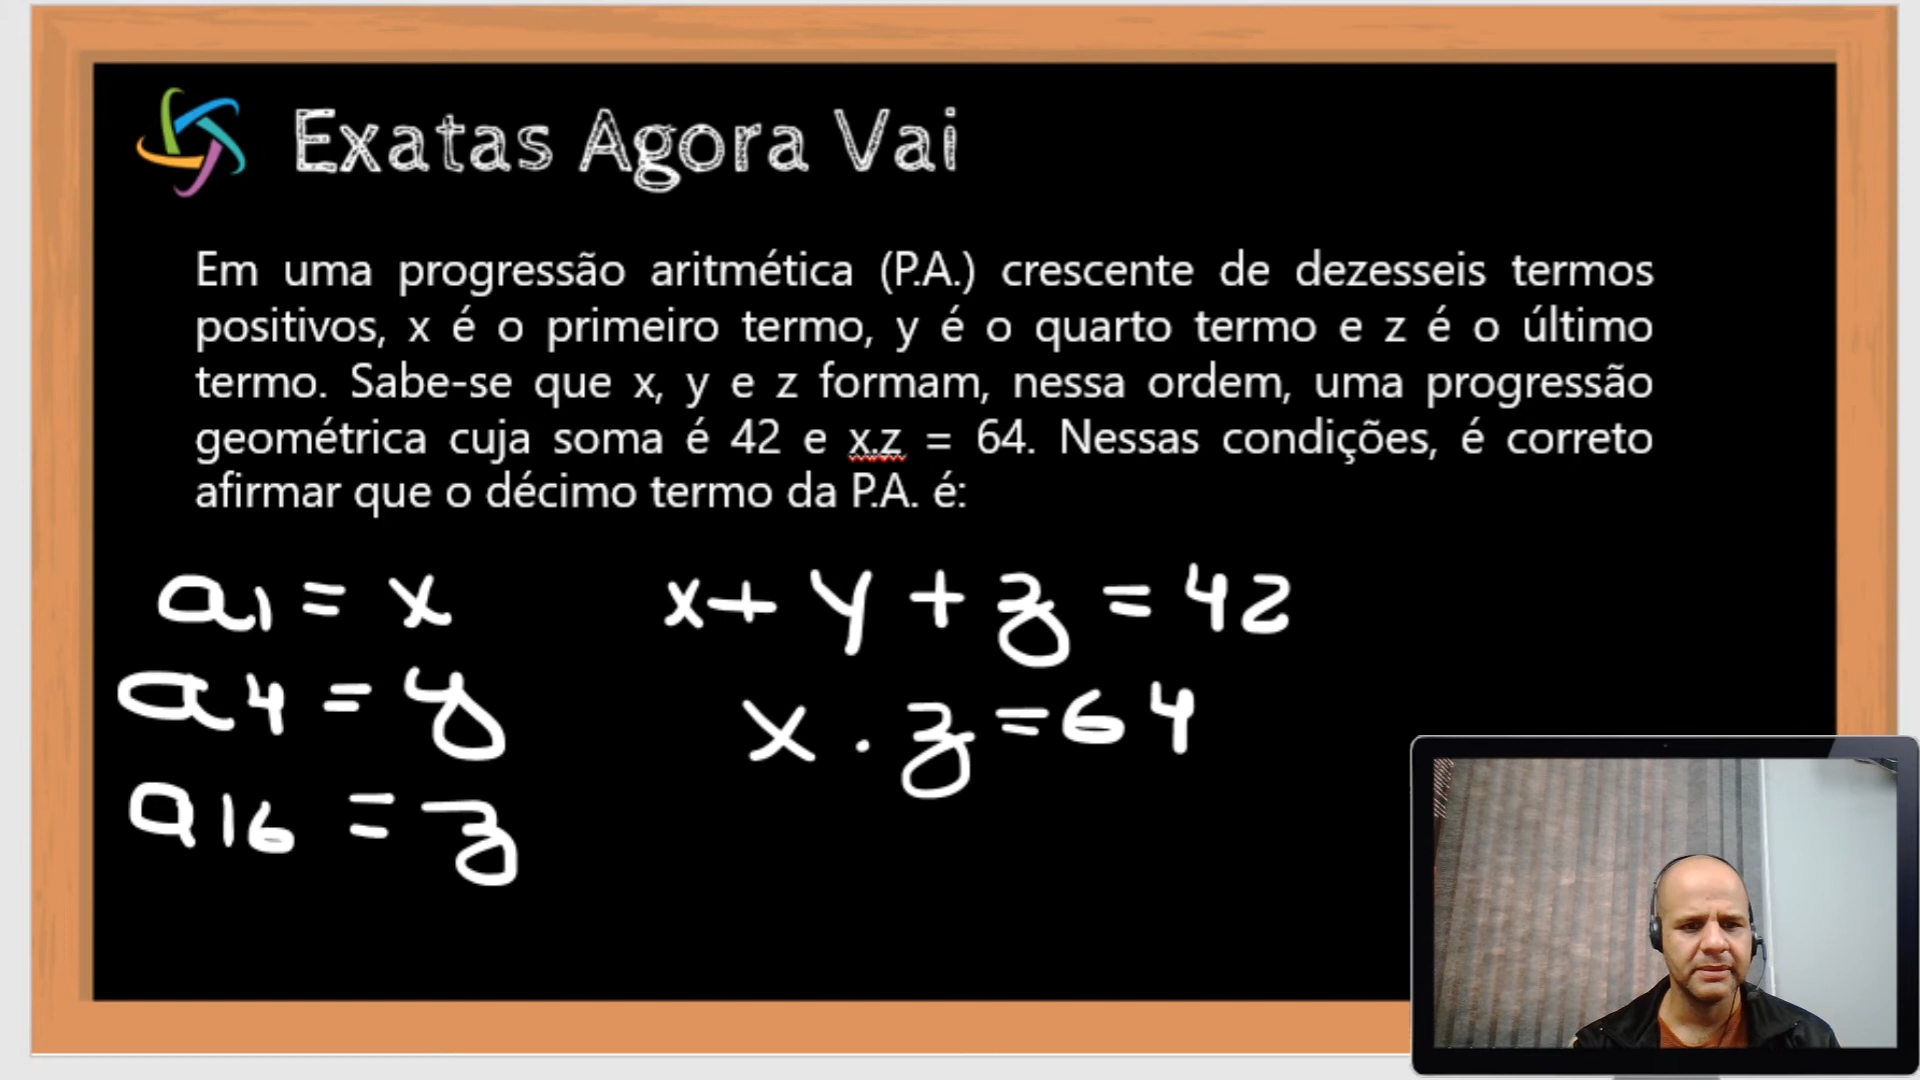 Exatas Agora Vai
Em uma progressão aritmética (P.A.) crescente de dezesseis termos
positivos, x é o primeiro termo, y é o quarto termo e z é o último
termo. Sabe-se que x, y e z formam, nessa ordem, uma progressão
geométrica cuja soma é 42 e x.z = 64. Nessas condições, é correto
afirmar que o décimo termo da P.A. é:
a1 = x
x + y + z = 42
a4 = y
x . z = 64
a16 = z